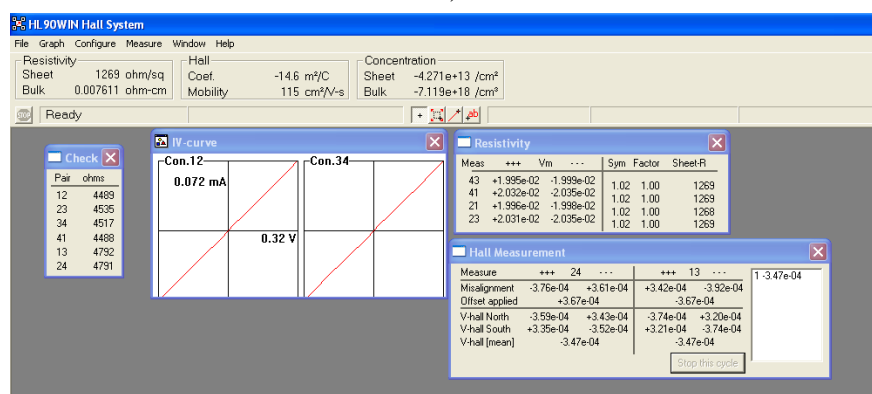 HL90WIN Hall System
File Graph Configure Measure Window Help
Resistivity Hall Concentration
Sheet 1269 ohm/sq Coef. -14.6 m²/C Sheet -4.271e+13 /cm²
Bulk 0.007611 ohm-cm Mobility 115 cm²/V-s Bulk -7.119e+18 /cm³
STOP Ready + ab
Check
Pair ohms
12 4489
23 4535
34 4517
41 4488
13 4792
24 4791
IV-curve
Con.12 Con.34
0.072 mA
0.32 V
Resistivity
Meas +++ Vm --- Sym Factor Sheet-R
43 +1.995e-02 -1.999e-02 1.02 1.00 1269
41 +2.032e-02 -2.035e-02 1.02 1.00 1269
21 +1.996e-02 -1.998e-02 1.02 1.00 1268
23 +2.031e-02 -2.035e-02 1.02 1.00 1269
Hall Measurement
Measure +++ 24 --- +++ 13 --- 1 -3.47e-04
Misalignment -3.76e-04 +3.61e-04 +3.42e-04 -3.92e-04
Offset applied +3.67e-04 -3.67e-04
V-hall North -3.59e-04 +3.43e-04 -3.74e-04 +3.20e-04
V-hall South +3.35e-04 -3.52e-04 +3.21e-04 -3.74e-04
V-hall [mean] -3.47e-04 -3.47e-04
Stop this cycle